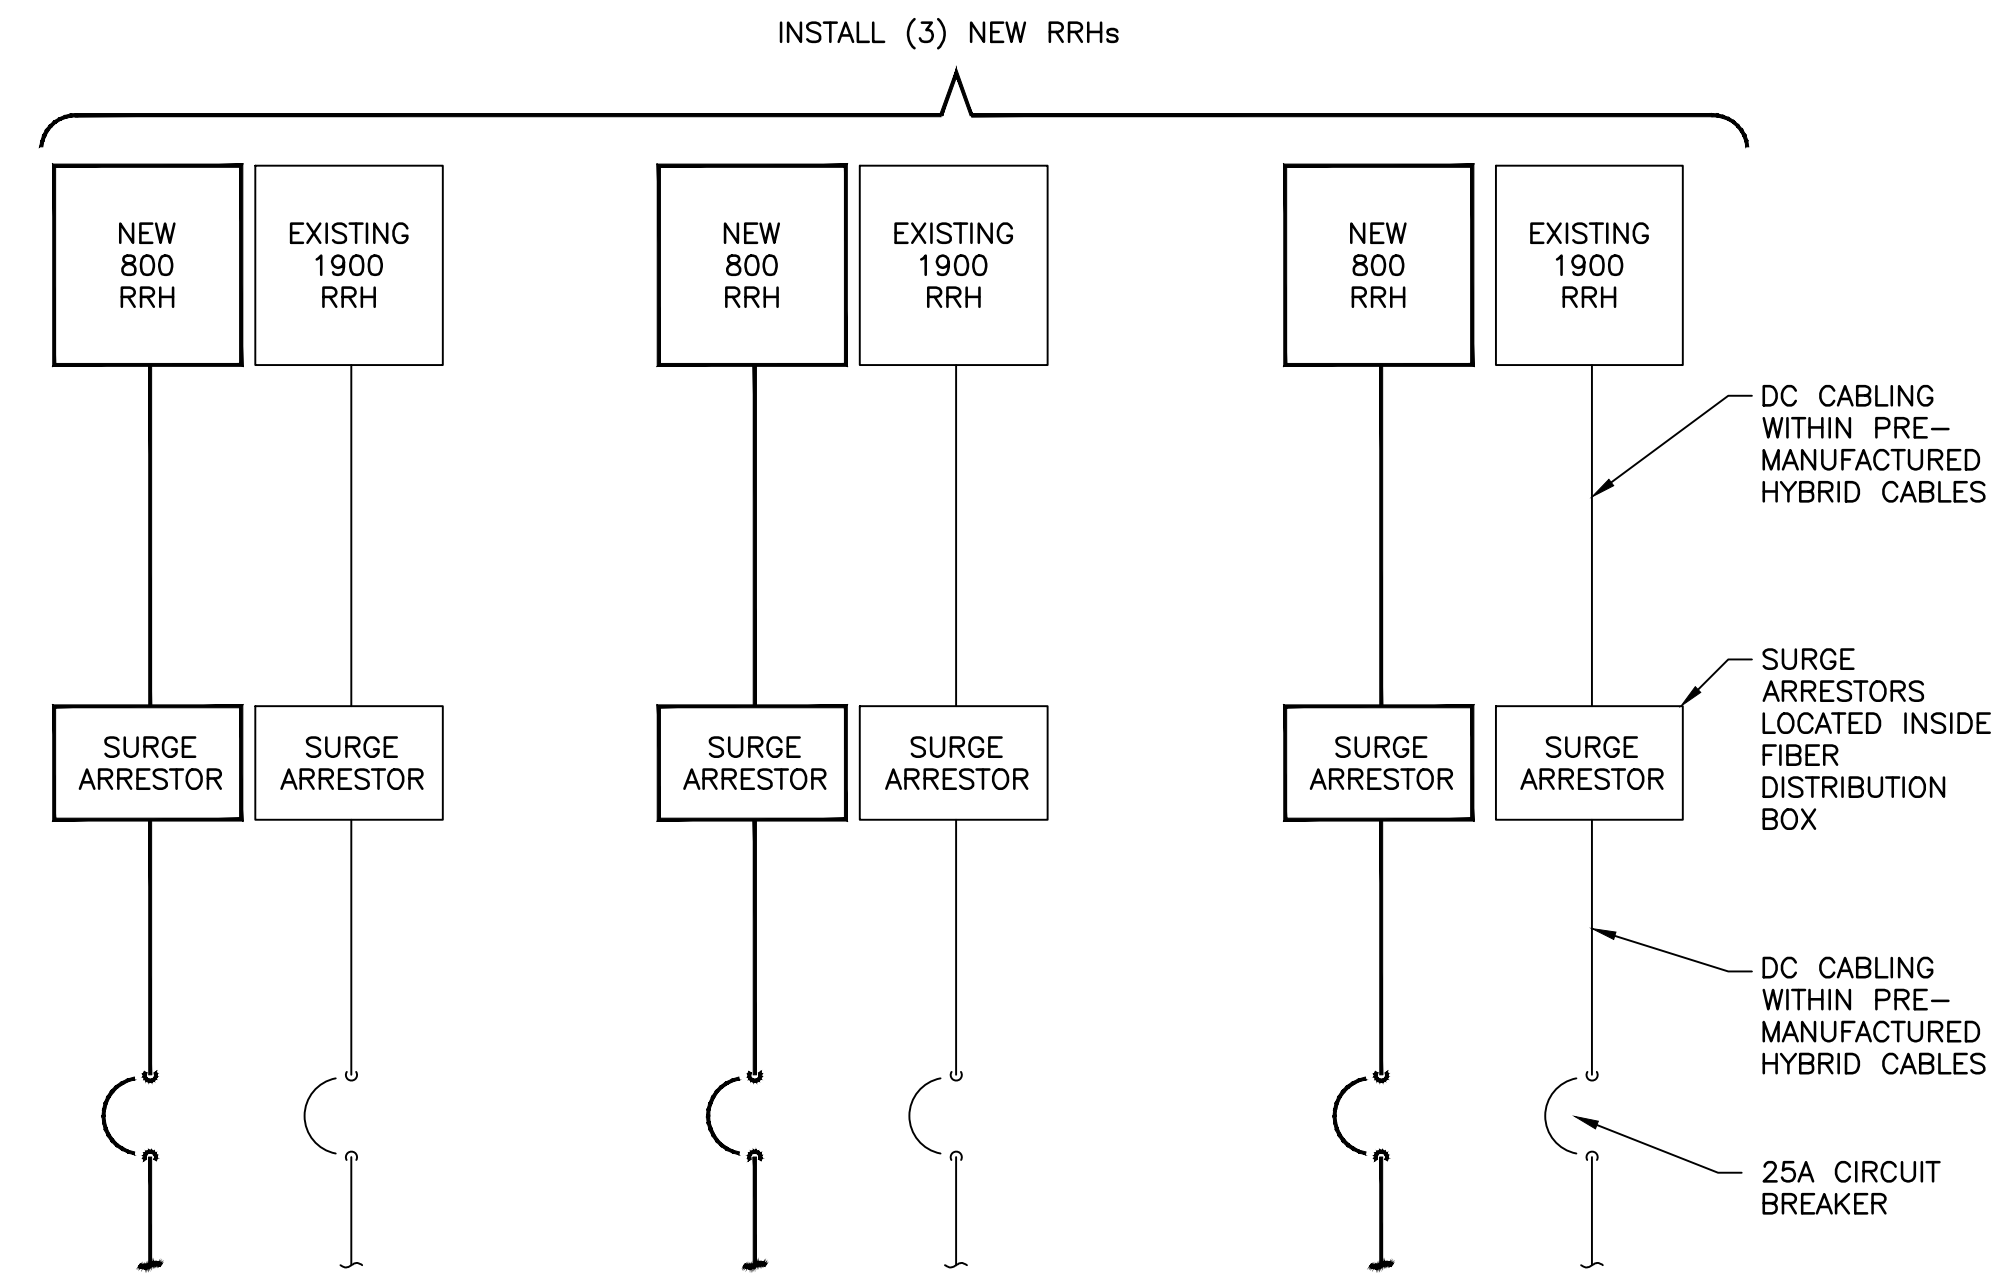 INSTALL (3) NEW RRHs
NEW
800
RRH
EXISTING
1900
RRH
NEW
800
RRH
EXISTING
1900
RRH
NEW
800
RRH
EXISTING
1900
RRH
DC CABLING
WITHIN PRE-
MANUFACTURED
HYBRID CABLES
SURGE
ARRESTOR
SURGE
ARRESTOR
SURGE
ARRESTOR
SURGE
ARRESTOR
SURGE
ARRESTOR
SURGE
ARRESTOR
SURGE
ARRESTORS
LOCATED INSIDE
FIBER
DISTRIBUTION
BOX
DC CABLING
WITHIN PRE-
MANUFACTURED
HYBRID CABLES
25A CIRCUIT
BREAKER